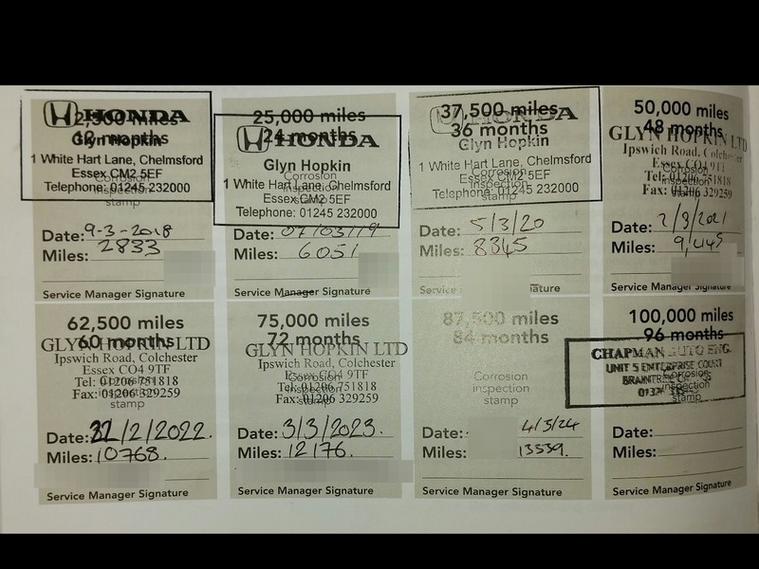 12,500 miles
12 months
HONDA
Glyn Hopkin
1 White Hart Lane, Chelmsford
Essex CM2 5EF
Telephone: 01245 232000
Corrosion
inspection
stamp
Date: 9-3-2018
Miles: 2833
Service Manager Signature
25,000 miles
24 months
HONDA
Glyn Hopkin
1 White Hart Lane, Chelmsford
Essex CM2 5EF
Telephone: 01245 232000
Corrosion
inspection
stamp
Date: 07/03/19
Miles: 6051
Service Manager Signature
37,500 miles
36 months
HONDA
Glyn Hopkin
1 White Hart Lane, Chelmsford
Essex CM2 5EF
Telephone: 01245 232000
Corrosion
inspection
stamp
Date: 5/3/20
Miles: 8345
Service Signature
50,000 miles
48 months
GLYN HOPKIN LTD
Ipswich Road, Colchester
Essex CO4 9TF
Tel: 01206 751818
Fax: 01206 329259
Corrosion
inspection
stamp
Date: 2/3/2021
Miles: 9,445
Service Manager Signature
62,500 miles
60 months
GLYN HOPKIN LTD
Ipswich Road, Colchester
Essex CO4 9TF
Tel: 01206 751818
Fax: 01206 329259
Corrosion
inspection
stamp
Date: /2/2022.
Miles: 10768.
Service Manager Signature
75,000 miles
72 months
GLYN HOPKIN LTD
Ipswich Road, Colchester
Essex CO4 9TF
Tel: 01206 751818
Fax: 01206 329259
Corrosion
inspection
stamp
Date: 3/3/2023.
Miles: 12176.
Service Manager Signature
87,500 miles
84 months
Corrosion
inspection
stamp
Date: 4/5/24
Miles: 13539.
Service Manager Signature
100,000 miles
96 months
CHAPMAN AUTO ENG.
UNIT 5 ENTERPRISE COURT
BRAINTREE
Corrosion
inspection
stamp
Date:
Miles:
Service Manager Signature